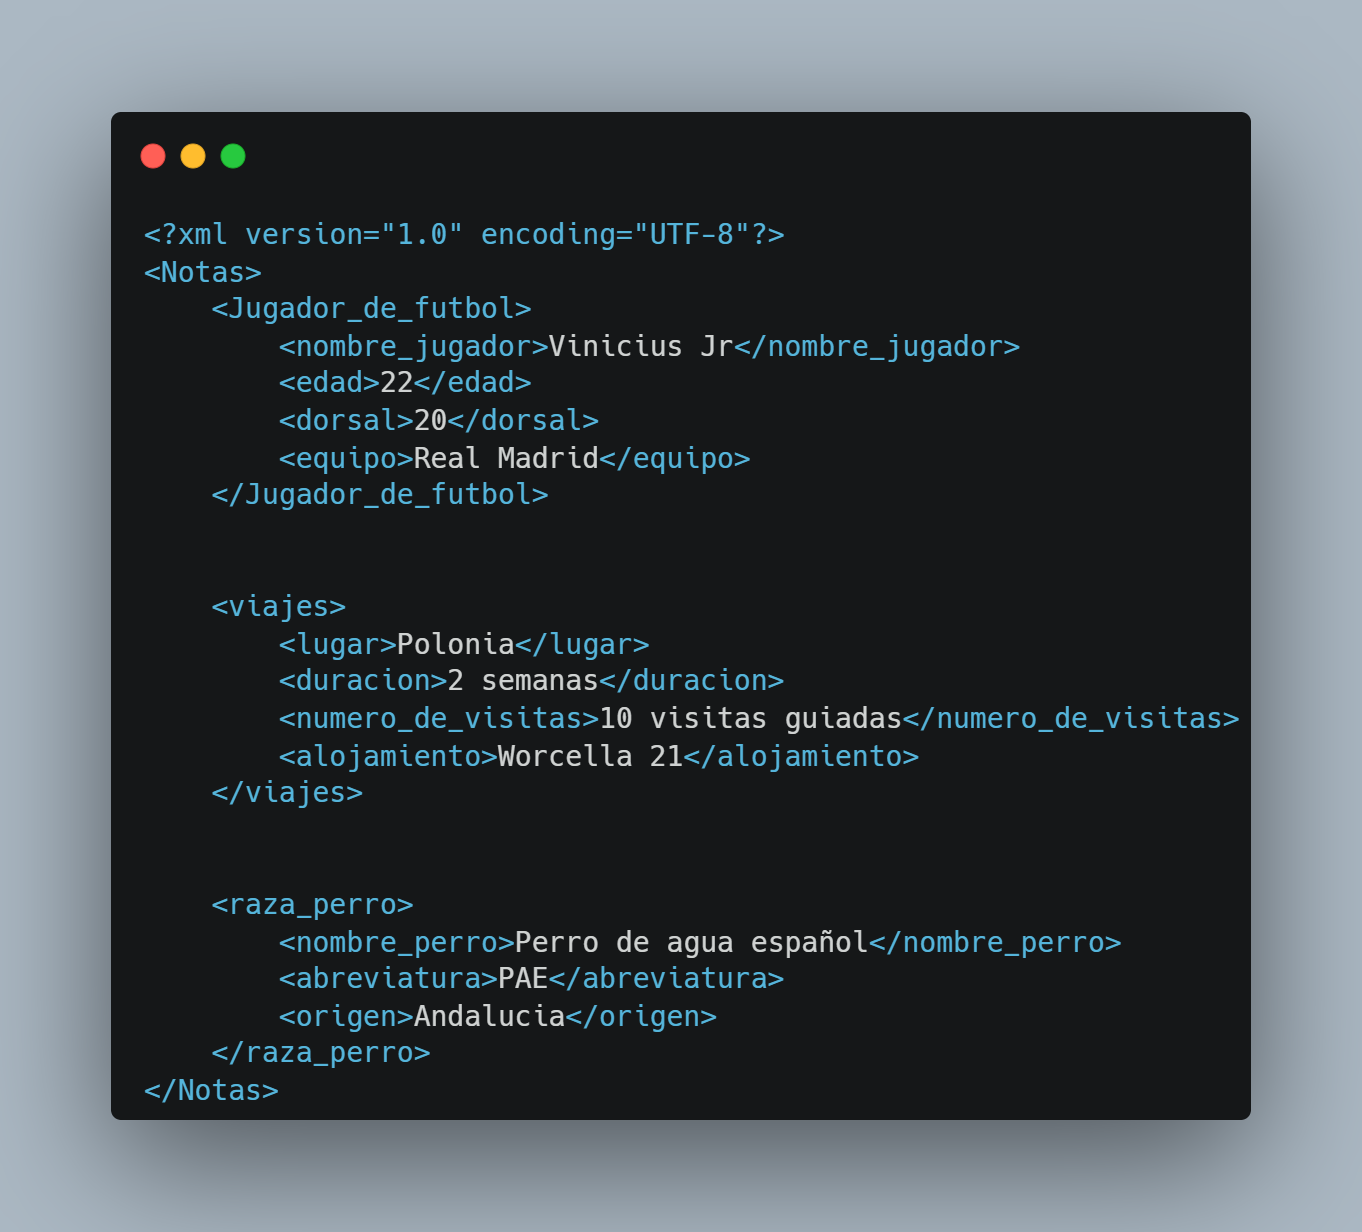 <?xml version="1.0" encoding="UTF-8"?>
<Notas>
    <Jugador_de_futbol>
        <nombre_jugador>Vinicius Jr</nombre_jugador>
        <edad>22</edad>
        <dorsal>20</dorsal>
        <equipo>Real Madrid</equipo>
    </Jugador_de_futbol>
    <viajes>
        <lugar>Polonia</lugar>
        <duracion>2 semanas</duracion>
        <numero_de_visitas>10 visitas guiadas</numero_de_visitas>
        <alojamiento>Worcella 21</alojamiento>
    </viajes>
    <raza_perro>
        <nombre_perro>Perro de agua español</nombre_perro>
        <abreviatura>PAE</abreviatura>
        <origen>Andalucia</origen>
    </raza_perro>
</Notas>